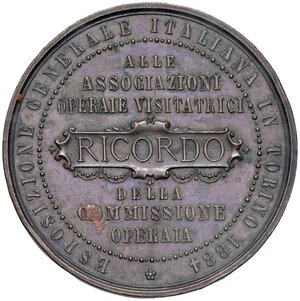 ESPOSIZIONE GENERALE ITALIANA IN TORINO 1884
ALLE
ASSOCIAZIONI
OPERAIE VISITATRICI
RICORDO
DELLA
COMMISSIONE
OPERAIA